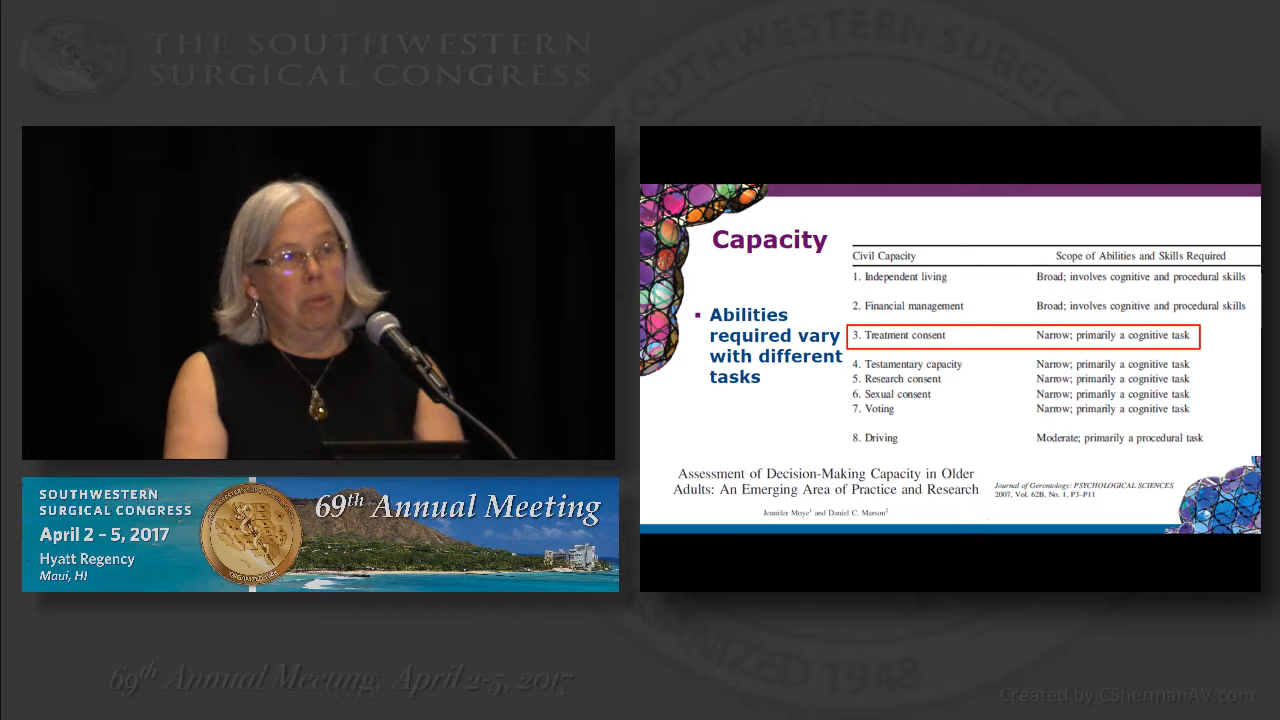 THE SOUTHWESTERN
SURGICAL CONGRESS
SOUTHWESTERN
SURGICAL CONGRESS
April 2 – 5, 2017
Hyatt Regency
Maui, HI
69th Annual Meeting
Capacity
▪ Abilities
required vary
with different
tasks
Civil Capacity Scope of Abilities and Skills Required
1. Independent living Broad; involves cognitive and procedural skills
2. Financial management Broad; involves cognitive and procedural skills
3. Treatment consent Narrow; primarily a cognitive task
4. Testamentary capacity Narrow; primarily a cognitive task
5. Research consent Narrow; primarily a cognitive task
6. Sexual consent Narrow; primarily a cognitive task
7. Voting Narrow; primarily a cognitive task
8. Driving Moderate; primarily a procedural task
Assessment of Decision-Making Capacity in Older
Adults: An Emerging Area of Practice and Research
Jennifer Moye1 and Daniel C. Marson2
Journal of Gerontology: PSYCHOLOGICAL SCIENCES
2007, Vol. 62B, No. 1, P3–P11
69th Annual Meeting, April 2-5, 2017
Created by CShermanAV.com